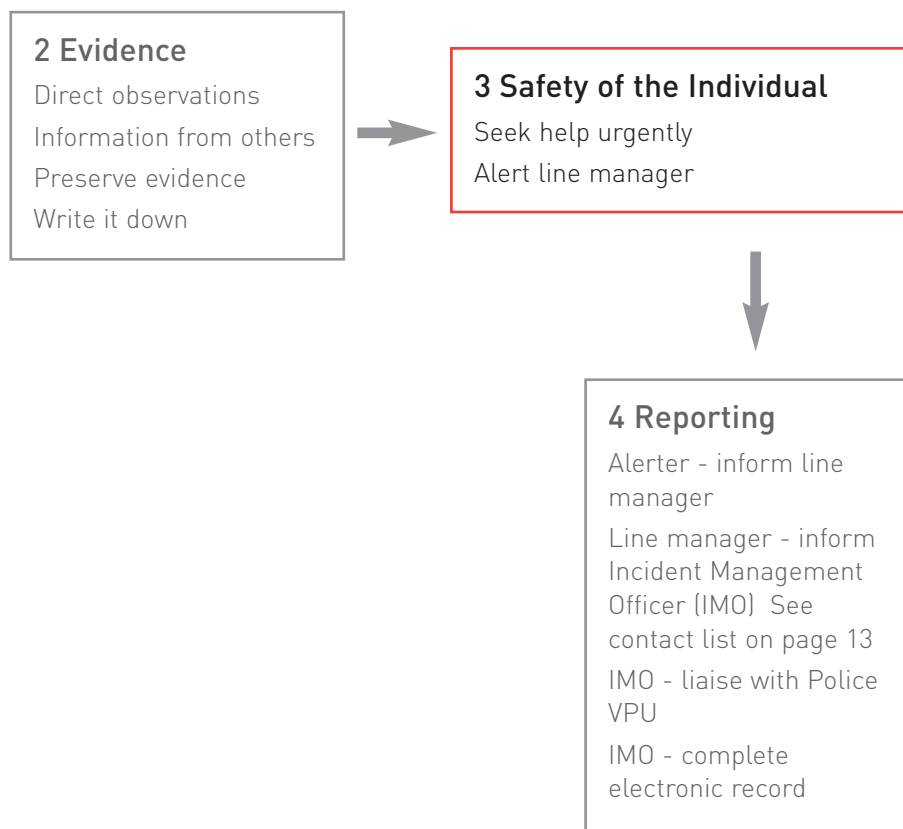 2 Evidence
Direct observations
Information from others
Preserve evidence
Write it down
3 Safety of the Individual
Seek help urgently
Alert line manager
4 Reporting
Alerter - inform line
manager
Line manager - inform
Incident Management
Officer (IMO)  See
contact list on page 13
IMO - liaise with Police
VPU
IMO - complete
electronic record